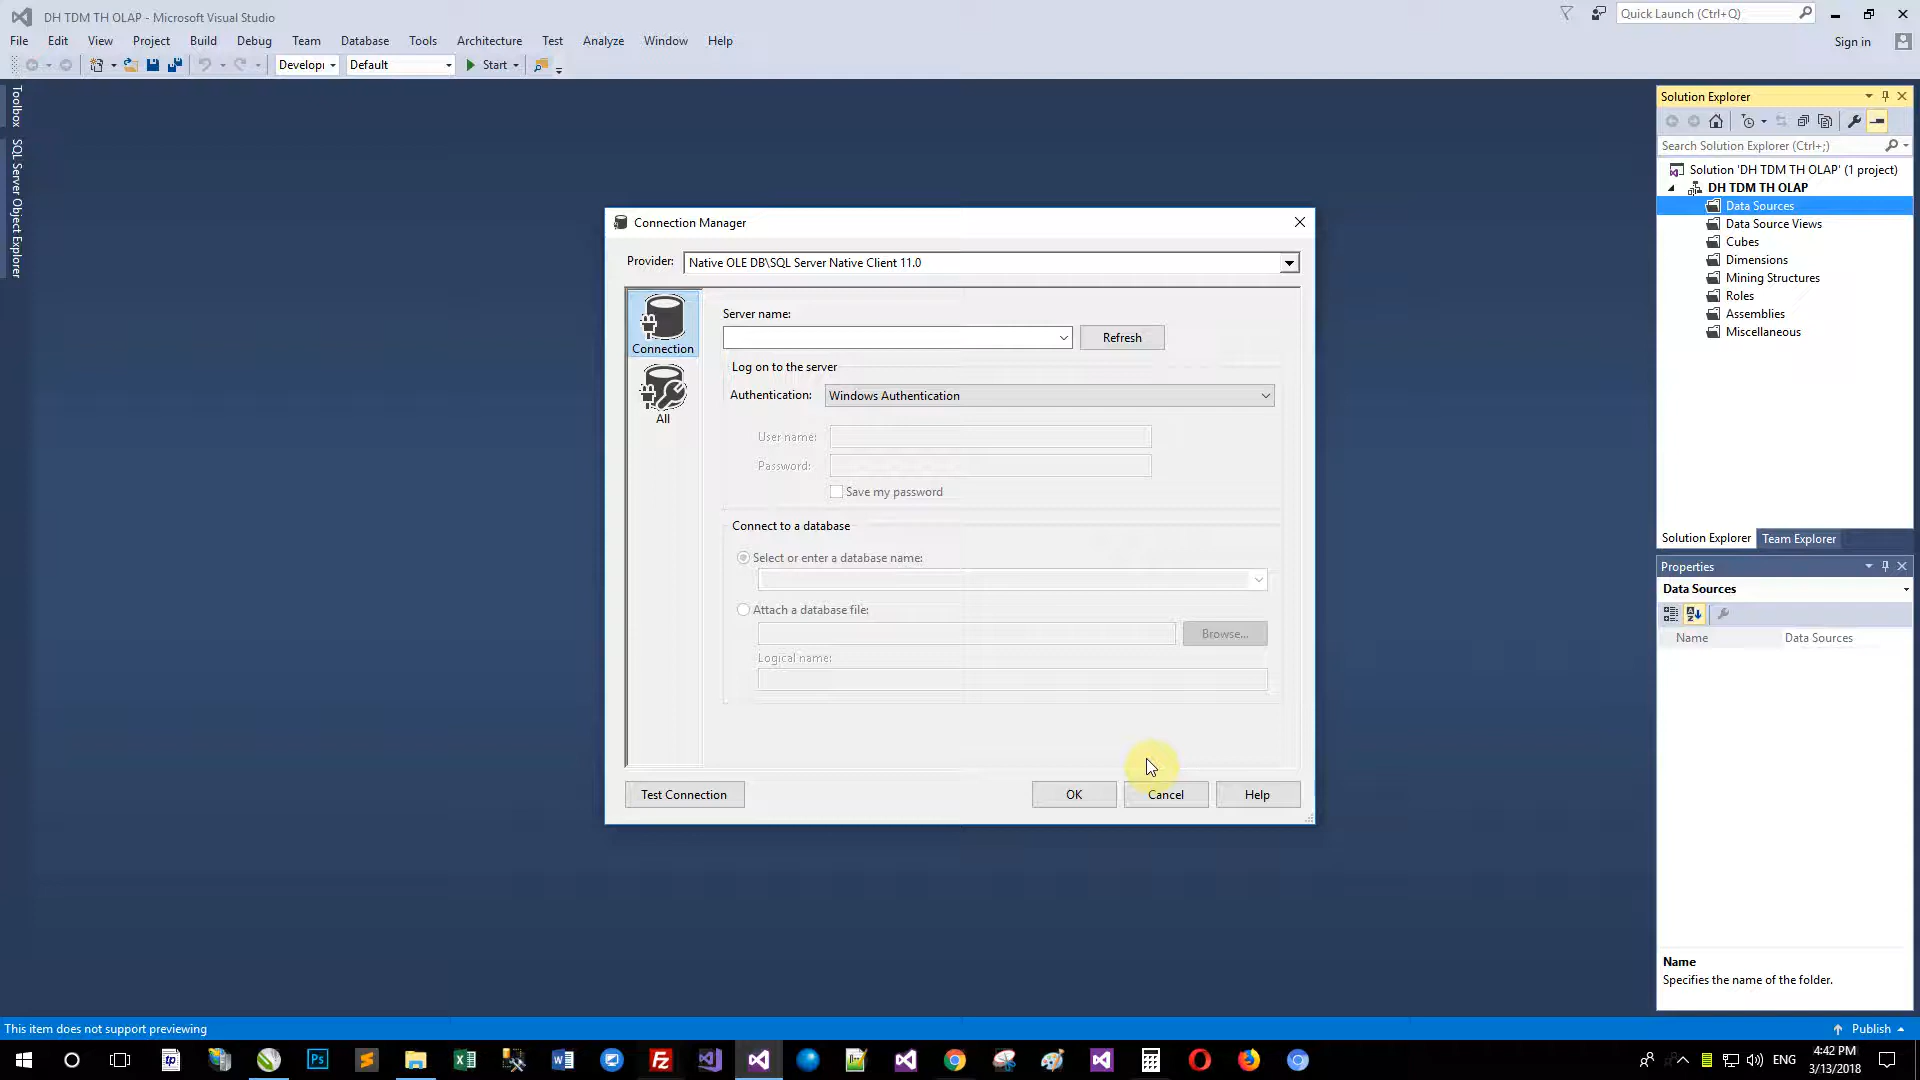 DH TDM TH OLAP - Microsoft Visual Studio
Quick Launch (Ctrl+Q)
File Edit View Project Build Debug Team Database Tools Architecture Test Analyze Window Help
Sign in
Developi Default Start
Toolbox
SQL Server Object Explorer
Connection Manager
Provider: Native OLE DB\SQL Server Native Client 11.0
Connection
All
Server name:
Refresh
Log on to the server
Authentication: Windows Authentication
User name:
Password:
Save my password
Connect to a database
Select or enter a database name:
Attach a database file:
Browse...
Logical name:
Test Connection
OK
Cancel
Help
Solution Explorer
Search Solution Explorer (Ctrl+;)
Solution 'DH TDM TH OLAP' (1 project)
DH TDM TH OLAP
Data Sources
Data Source Views
Cubes
Dimensions
Mining Structures
Roles
Assemblies
Miscellaneous
Solution Explorer Team Explorer
Properties
Data Sources
Name Data Sources
Name
Specifies the name of the folder.
This item does not support previewing
Publish
ENG
4:42 PM
3/13/2018